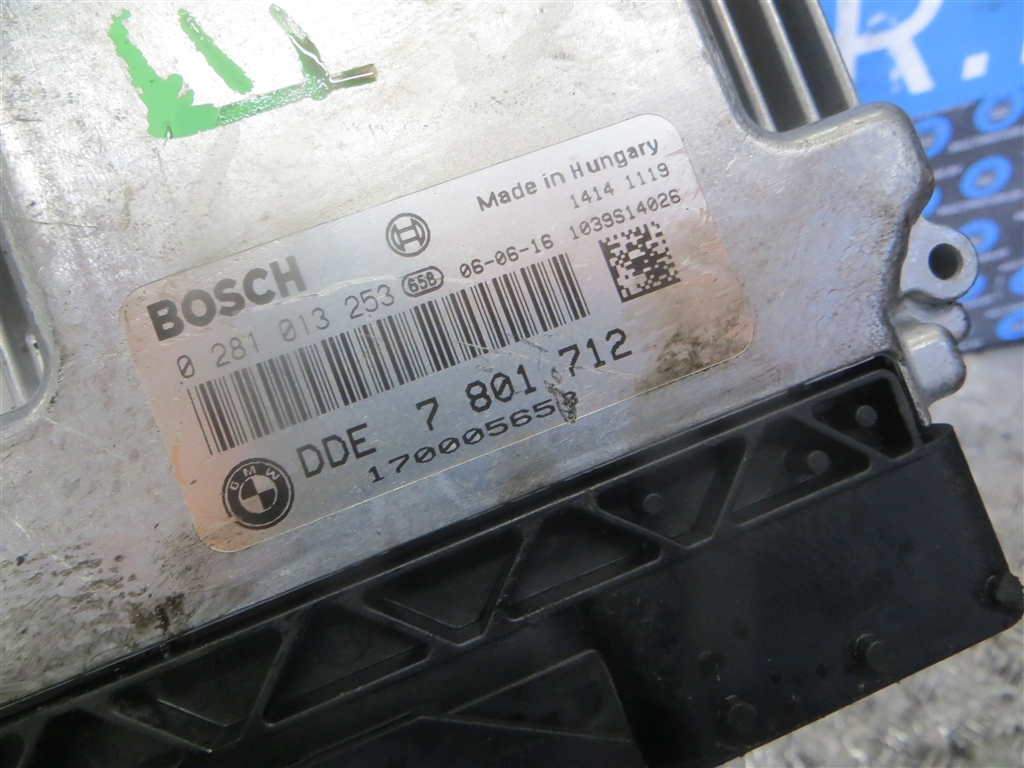 R.
Made in Hungary
1414 1119
BOSCH
0 281 013 253 658 06-06-16 1039S14026
DDE 7 801 712
BMW